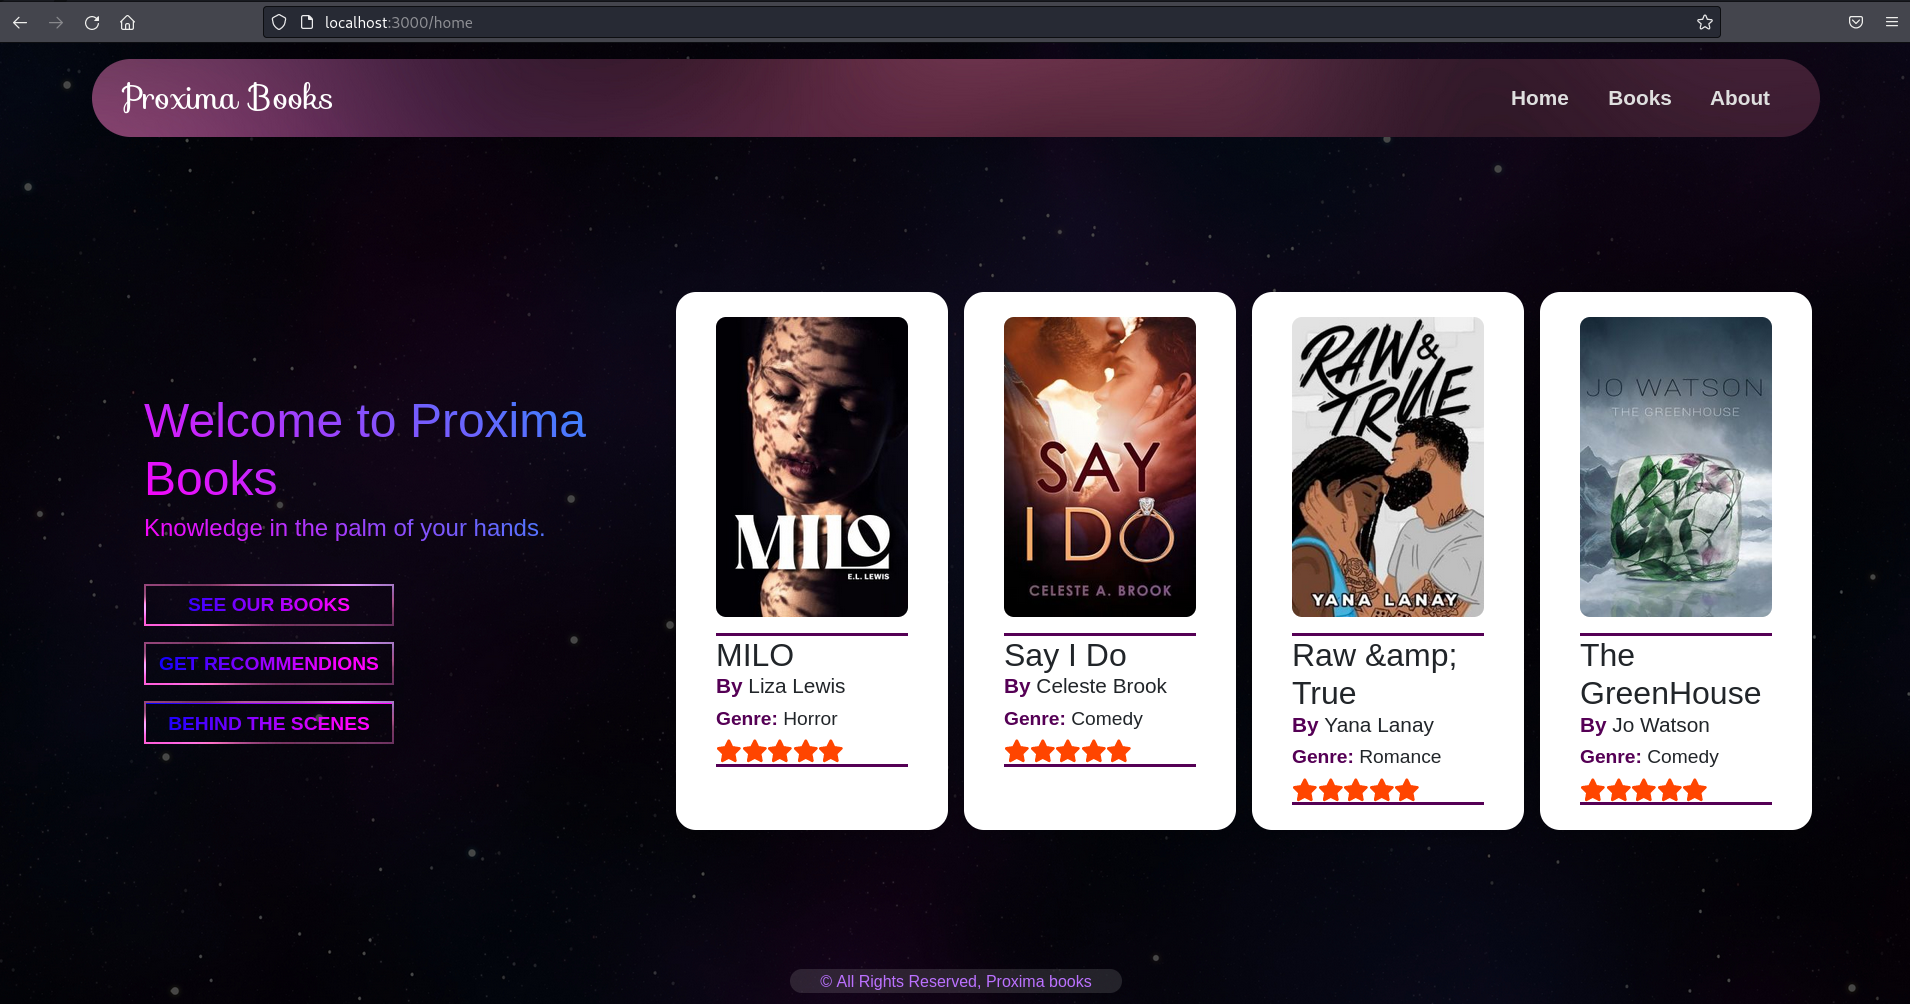 localhost:3000/home
Proxima Books
Home Books About
Welcome to Proxima
Books
Knowledge in the palm of your hands.
SEE OUR BOOKS
GET RECOMMENDIONS
BEHIND THE SCENES
MILO
E.L. LEWIS
MILO
By Liza Lewis
Genre: Horror
SAY
I DO
CELESTE A. BROOK
Say I Do
By Celeste Brook
Genre: Comedy
RAW &
TRUE
YANA LANAY
Raw &amp;
True
By Yana Lanay
Genre: Romance
JO WATSON
THE GREENHOUSE
The
GreenHouse
By Jo Watson
Genre: Comedy
© All Rights Reserved, Proxima books